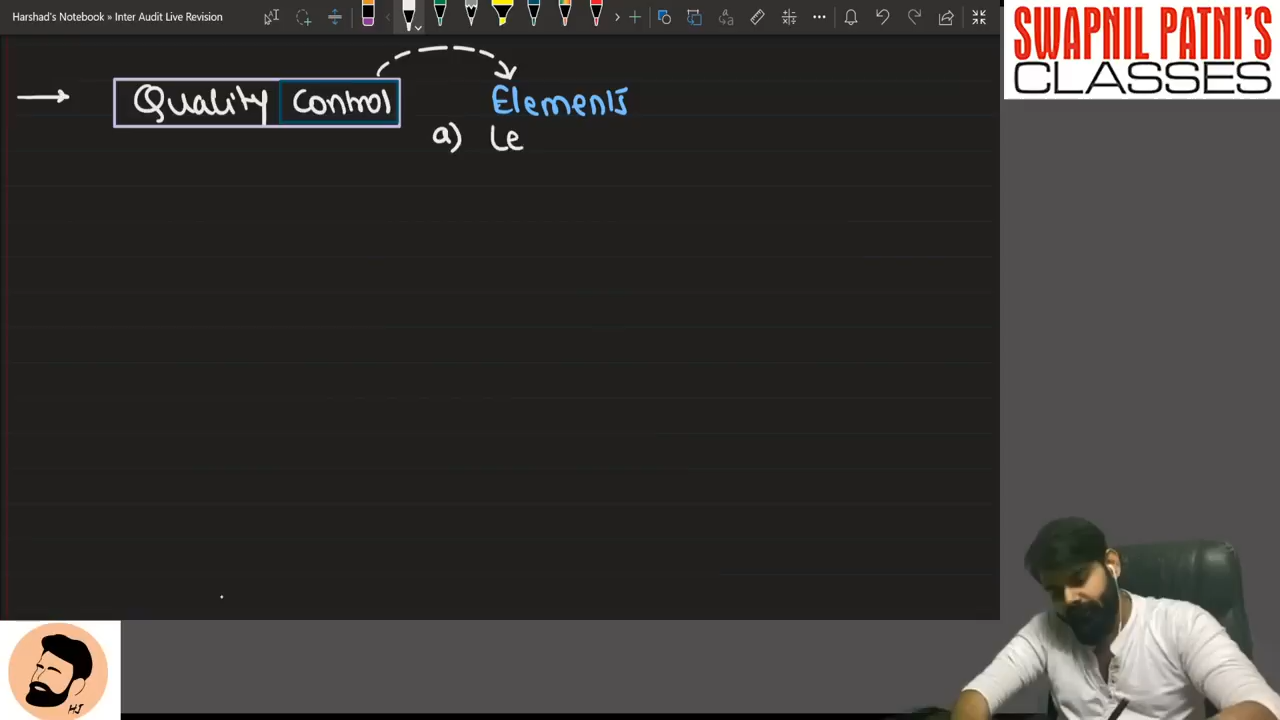 Harshad's Notebook » Inter Audit Live Revision
SWAPNIL PATNI'S
CLASSES
Quality Control
Elements
a) Le
HJ